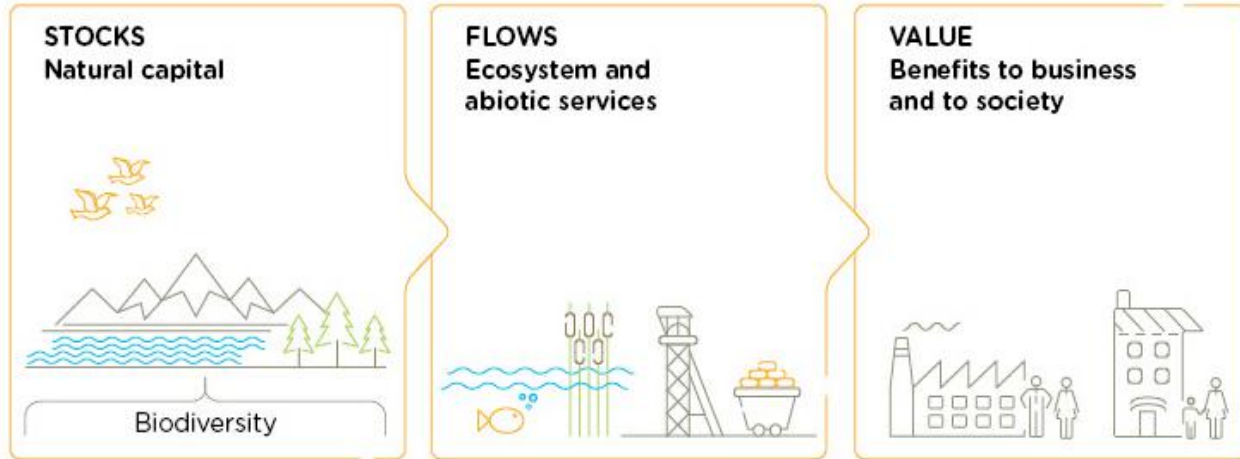 STOCKS
Natural capital
Biodiversity
FLOWS
Ecosystem and
abiotic services
VALUE
Benefits to business
and to society